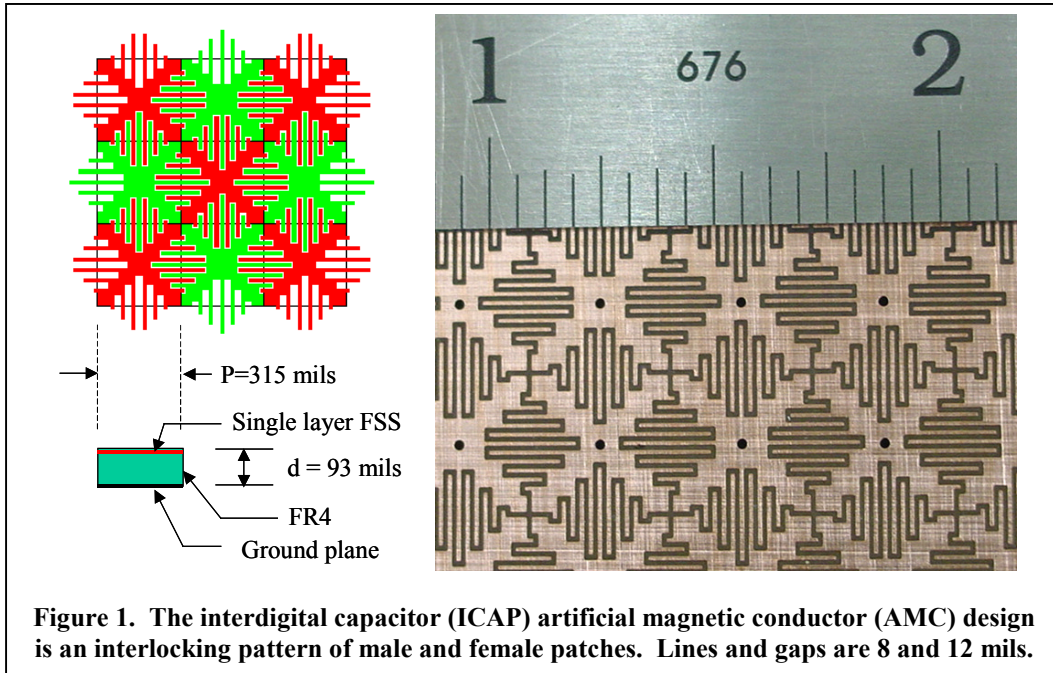 1 676 2
P=315 mils
Single layer FSS
d = 93 mils
FR4
Ground plane
Figure 1. The interdigital capacitor (ICAP) artificial magnetic conductor (AMC) design
is an interlocking pattern of male and female patches. Lines and gaps are 8 and 12 mils.